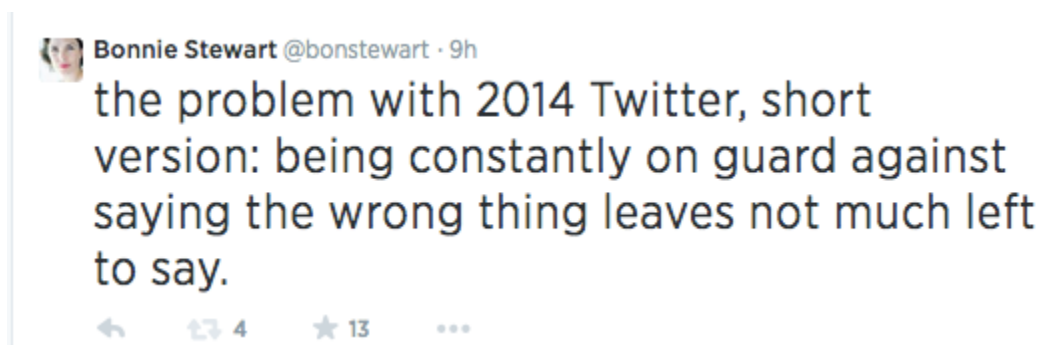 Bonnie Stewart @bonstewart · 9h
the problem with 2014 Twitter, short
version: being constantly on guard against
saying the wrong thing leaves not much left
to say.
4 13